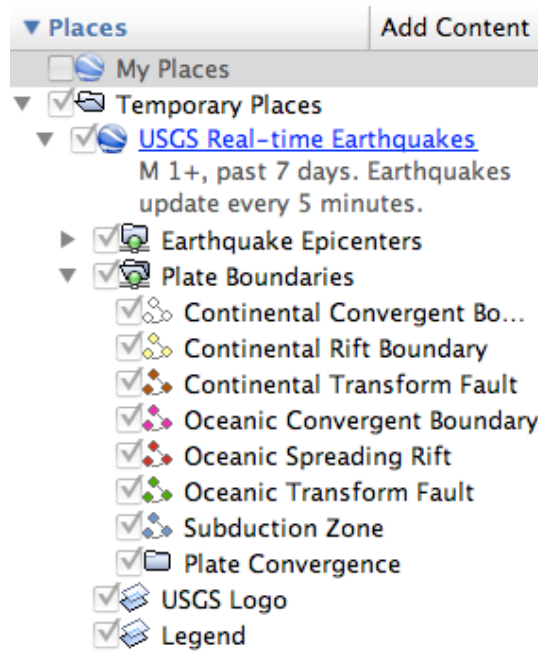 Places
Add Content
My Places
Temporary Places
USGS Real-time Earthquakes
M 1+, past 7 days. Earthquakes
update every 5 minutes.
Earthquake Epicenters
Plate Boundaries
Continental Convergent Bo...
Continental Rift Boundary
Continental Transform Fault
Oceanic Convergent Boundary
Oceanic Spreading Rift
Oceanic Transform Fault
Subduction Zone
Plate Convergence
USGS Logo
Legend